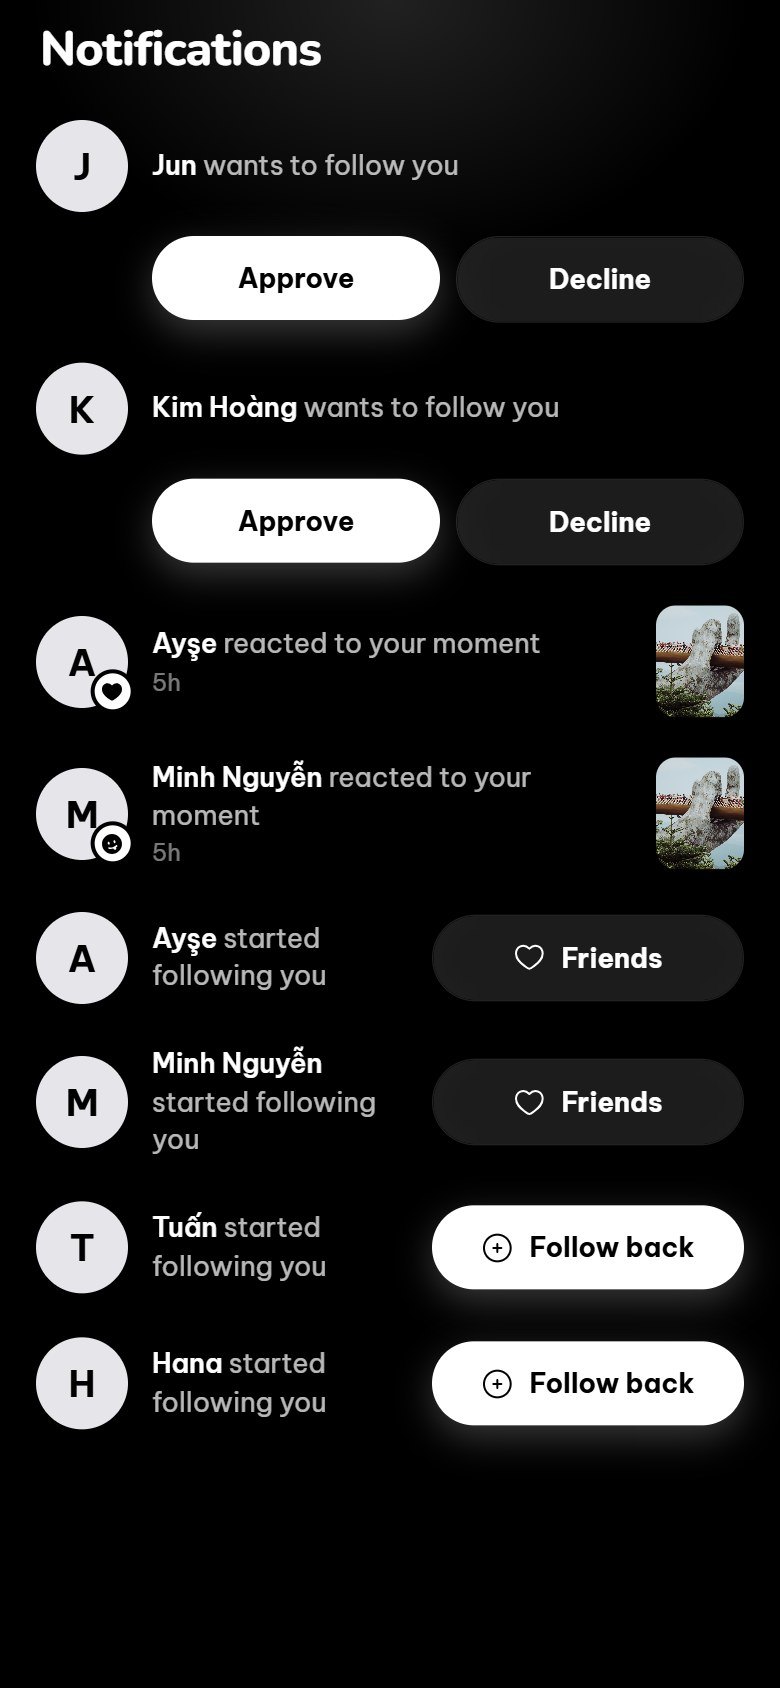 Notifications
J
Jun wants to follow you
Approve
Decline
K
Kim Hoàng wants to follow you
Approve
Decline
A
Ayşe reacted to your moment
5h
M
Minh Nguyễn reacted to your
moment
5h
A
Ayşe started
following you
Friends
M
Minh Nguyễn
started following
you
Friends
T
Tuấn started
following you
Follow back
H
Hana started
following you
Follow back